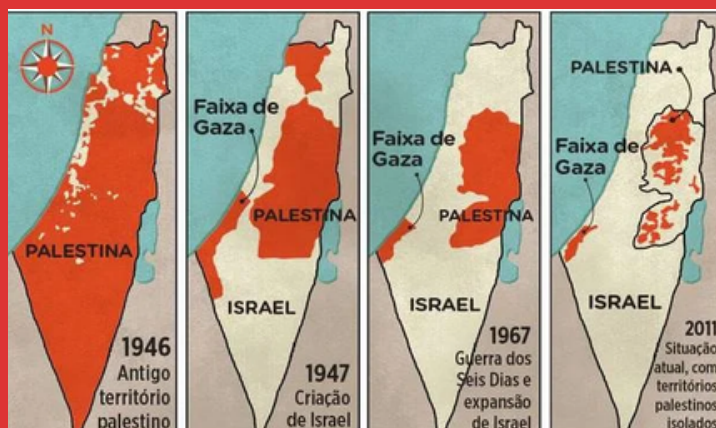 N
PALESTINA
1946
Antigo
território
palestino
Faixa de
Gaza
PALESTINA
ISRAEL
1947
Criação
de Israel
Faixa de
Gaza
PALESTINA
ISRAEL
1967
Guerra dos
Seis Dias e
expansão
de Israel
PALESTINA
Faixa de
Gaza
ISRAEL
2011
Situação
atual, com
territórios
palestinos
isolados